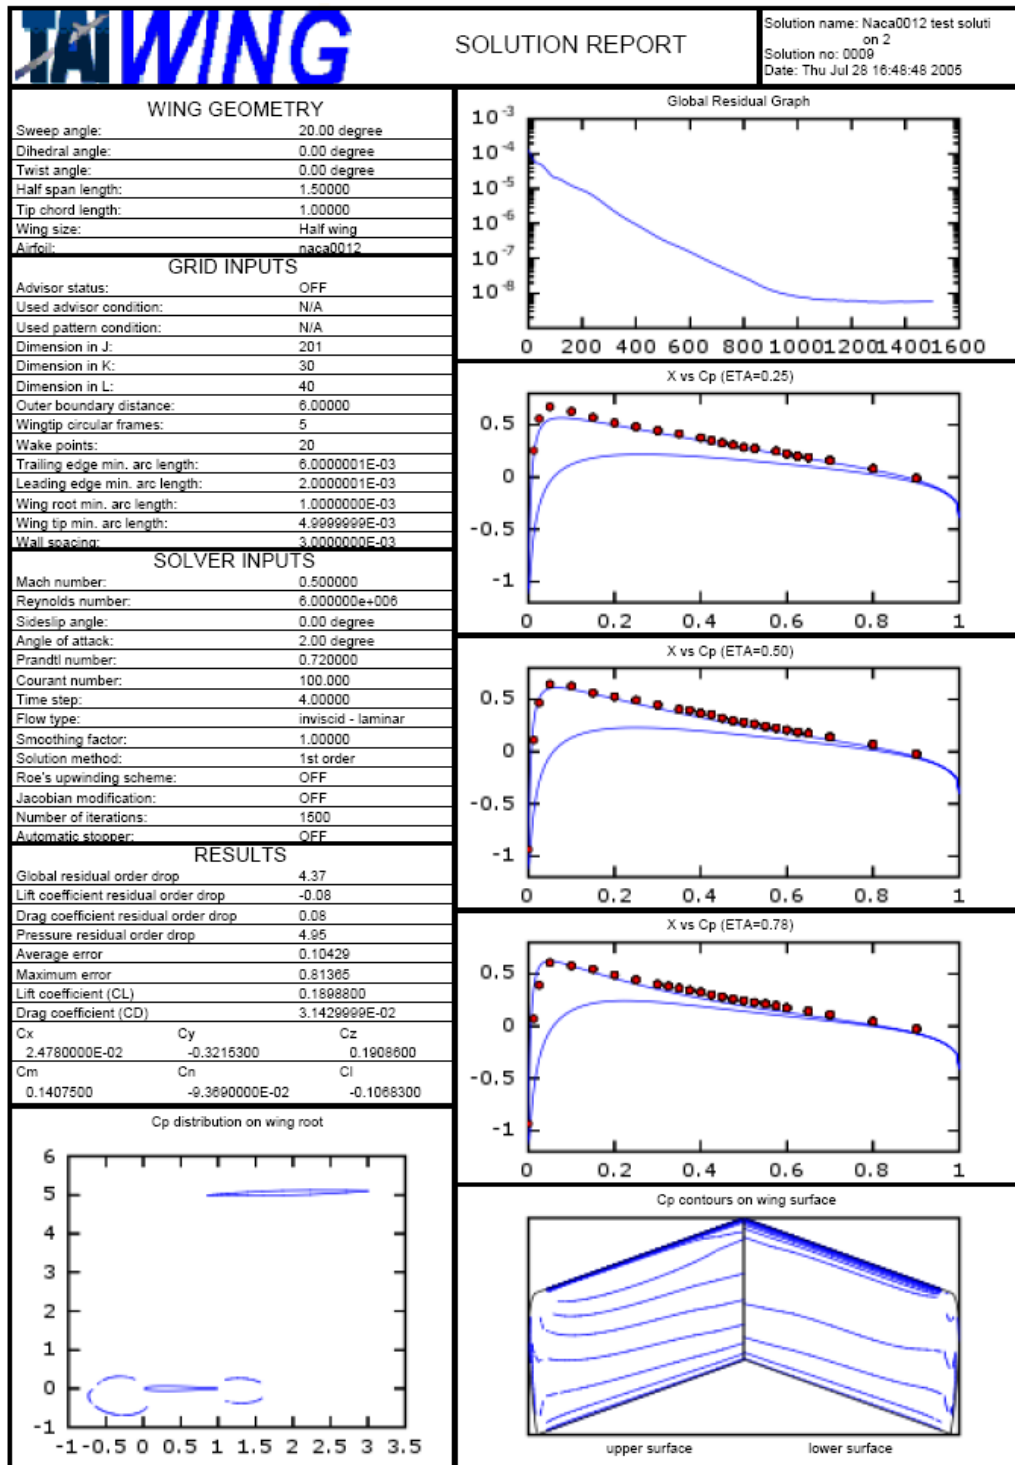 TAI WING
SOLUTION REPORT
Solution name: Naca0012 test soluti
on 2
Solution no: 0009
Date: Thu Jul 28 16:48:48 2005
WING GEOMETRY
Sweep angle: 20.00 degree
Dihedral angle: 0.00 degree
Twist angle: 0.00 degree
Half span length: 1.50000
Tip chord length: 1.00000
Wing size: Half wing
Airfoil: naca0012
GRID INPUTS
Advisor status: OFF
Used advisor condition: N/A
Used pattern condition: N/A
Dimension in J: 201
Dimension in K: 30
Dimension in L: 40
Outer boundary distance: 6.00000
Wingtip circular frames: 5
Wake points: 20
Trailing edge min. arc length: 6.0000001E-03
Leading edge min. arc length: 2.0000001E-03
Wing root min. arc length: 1.0000000E-03
Wing tip min. arc length: 4.9999999E-03
Wall spacing: 3.0000000E-03
SOLVER INPUTS
Mach number: 0.500000
Reynolds number: 6.000000e+006
Sideslip angle: 0.00 degree
Angle of attack: 2.00 degree
Prandtl number: 0.720000
Courant number: 100.000
Time step: 4.00000
Flow type: inviscid - laminar
Smoothing factor: 1.00000
Solution method: 1st order
Roe's upwinding scheme: OFF
Jacobian modification: OFF
Number of iterations: 1500
Automatic stopper: OFF
RESULTS
Global residual order drop 4.37
Lift coefficient residual order drop -0.08
Drag coefficient residual order drop 0.08
Pressure residual order drop 4.95
Average error 0.10429
Maximum error 0.81365
Lift coefficient (CL) 0.1898800
Drag coefficient (CD) 3.1429999E-02
Cx Cy Cz
2.4780000E-02 -0.3215300 0.1908600
Cm Cn Cl
0.1407500 -9.3690000E-02 -0.1068300
Cp distribution on wing root
6
5
4
3
2
1
0
-1
-1 -0.5 0 0.5 1 1.5 2 2.5 3 3.5
Global Residual Graph
10-3
10-4
10-5
10-6
10-7
10-8
0 200 400 600 800 1000 1200 1400 1600
X vs Cp (ETA=0.25)
0.5
0
-0.5
-1
0 0.2 0.4 0.6 0.8 1
X vs Cp (ETA=0.50)
0.5
0
-0.5
-1
0 0.2 0.4 0.6 0.8 1
X vs Cp (ETA=0.78)
0.5
0
-0.5
-1
0 0.2 0.4 0.6 0.8 1
Cp contours on wing surface
upper surface lower surface